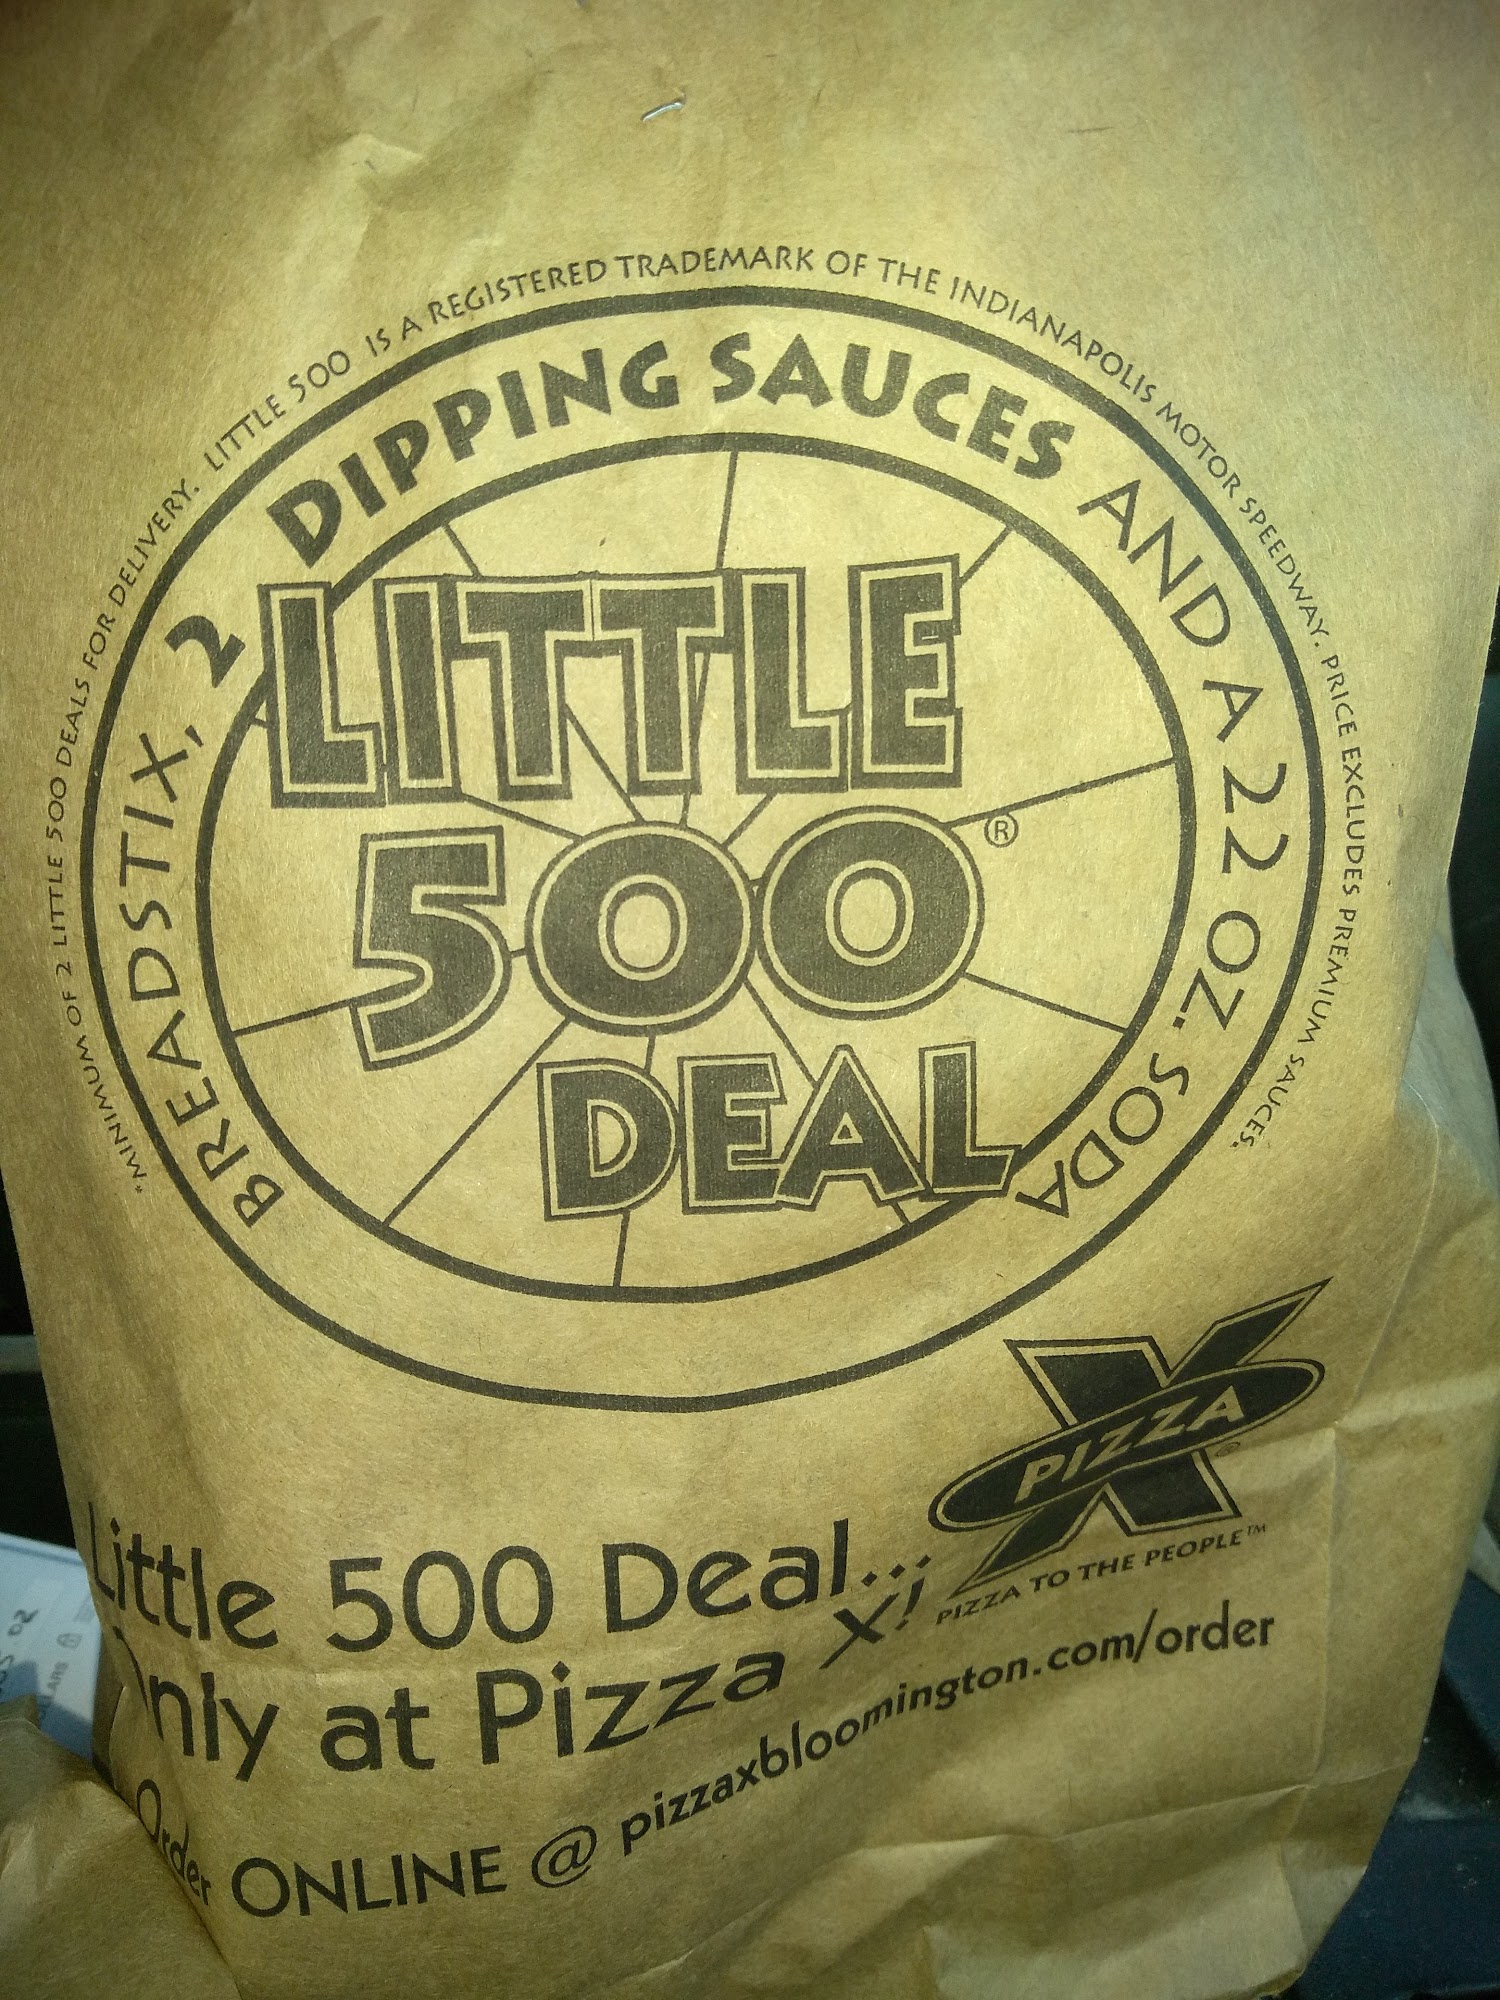 *MINIMUM OF 2 LITTLE 500 DEALS FOR DELIVERY. LITTLE 500 IS A REGISTERED TRADEMARK OF THE INDIANAPOLIS MOTOR SPEEDWAY. PRICE EXCLUDES PREMIUM SAUCES.
BREADSTIX, 2 DIPPING SAUCES AND A 22 OZ. SODA
LITTLE
500®
DEAL
X
PIZZA®
PIZZA TO THE PEOPLE™
Little 500 Deal...
Only at Pizza X!
Order ONLINE @ pizzaxbloomington.com/order